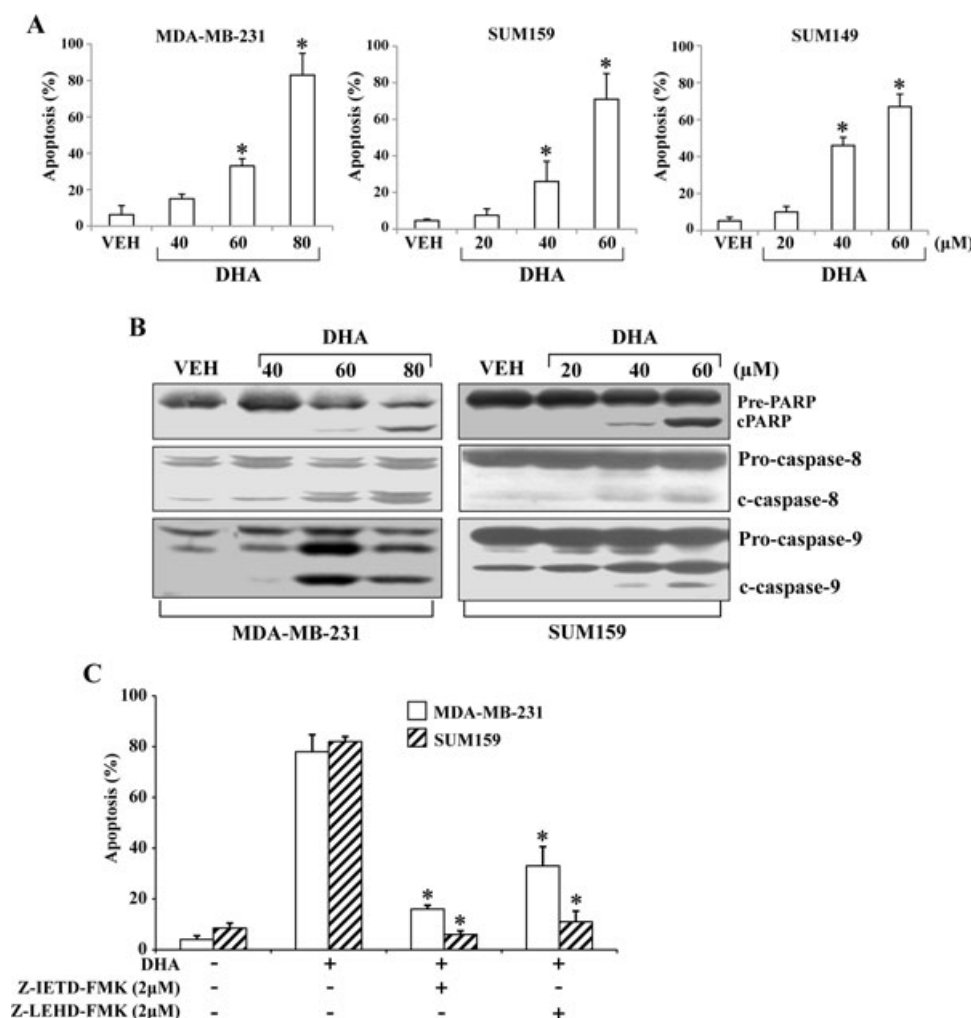 A
MDA-MB-231
Apoptosis (%)
100
80
60
40
20
0
*
*
VEH 40 60 80
DHA
SUM159
Apoptosis (%)
100
80
60
40
20
0
*
*
VEH 20 40 60
DHA
SUM149
Apoptosis (%)
100
80
60
40
20
0
*
*
VEH 20 40 60 (μM)
DHA
B
DHA
VEH 40 60 80
DHA
VEH 20 40 60 (μM)
Pre-PARP
cPARP
Pro-caspase-8
c-caspase-8
Pro-caspase-9
c-caspase-9
MDA-MB-231
SUM159
C
Apoptosis (%)
100
80
60
40
20
0
MDA-MB-231
SUM159
*
*
*
*
DHA - + + +
Z-IETD-FMK (2μM) - - + -
Z-LEHD-FMK (2μM) - - - +